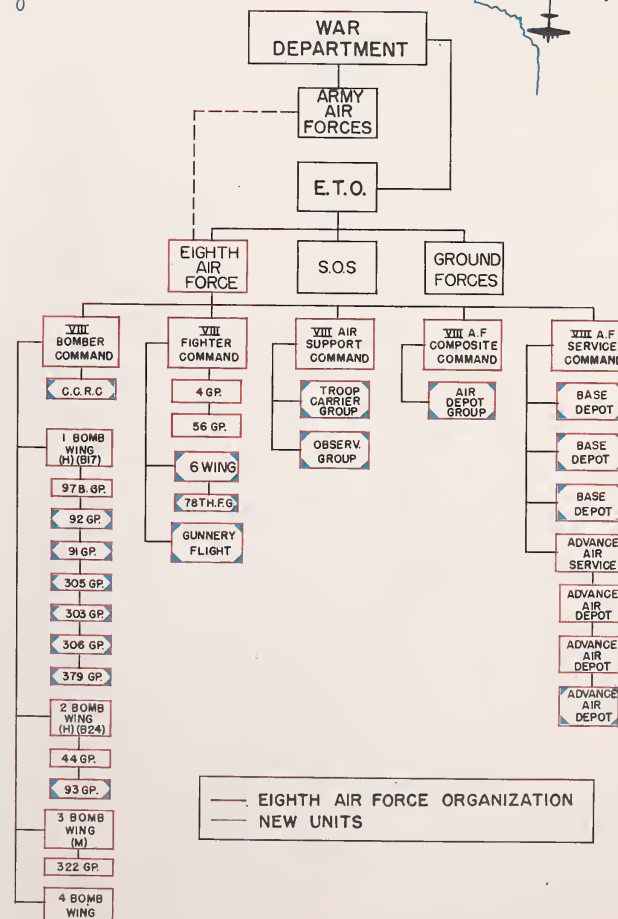 WAR
DEPARTMENT
ARMY
AIR
FORCES
E.T.O.
EIGHTH
AIR
FORCE
S.O.S
GROUND
FORCES
VIII
BOMBER
COMMAND
C.C.R.C
1 BOMB
WING
(H)(B17)
97 B. GP.
92 GP.
91 GP.
305 GP.
303 GP.
306 GP.
379 GP.
2 BOMB
WING
(H)(B24)
44 GP.
93 GP.
3 BOMB
WING
(M)
322 GP.
4 BOMB
WING
VIII
FIGHTER
COMMAND
4 GP.
56 GP.
6 WING
78TH.F.G.
GUNNERY
FLIGHT
VIII AIR
SUPPORT
COMMAND
TROOP
CARRIER
GROUP
OBSERV.
GROUP
VIII A.F
COMPOSITE
COMMAND
AIR
DEPOT
GROUP
VIII A.F
SERVICE
COMMAND
BASE
DEPOT
BASE
DEPOT
BASE
DEPOT
ADVANCE
AIR
SERVICE
ADVANCE
AIR
DEPOT
ADVANCE
AIR
DEPOT
ADVANCE
AIR
DEPOT
EIGHTH AIR FORCE ORGANIZATION
NEW UNITS